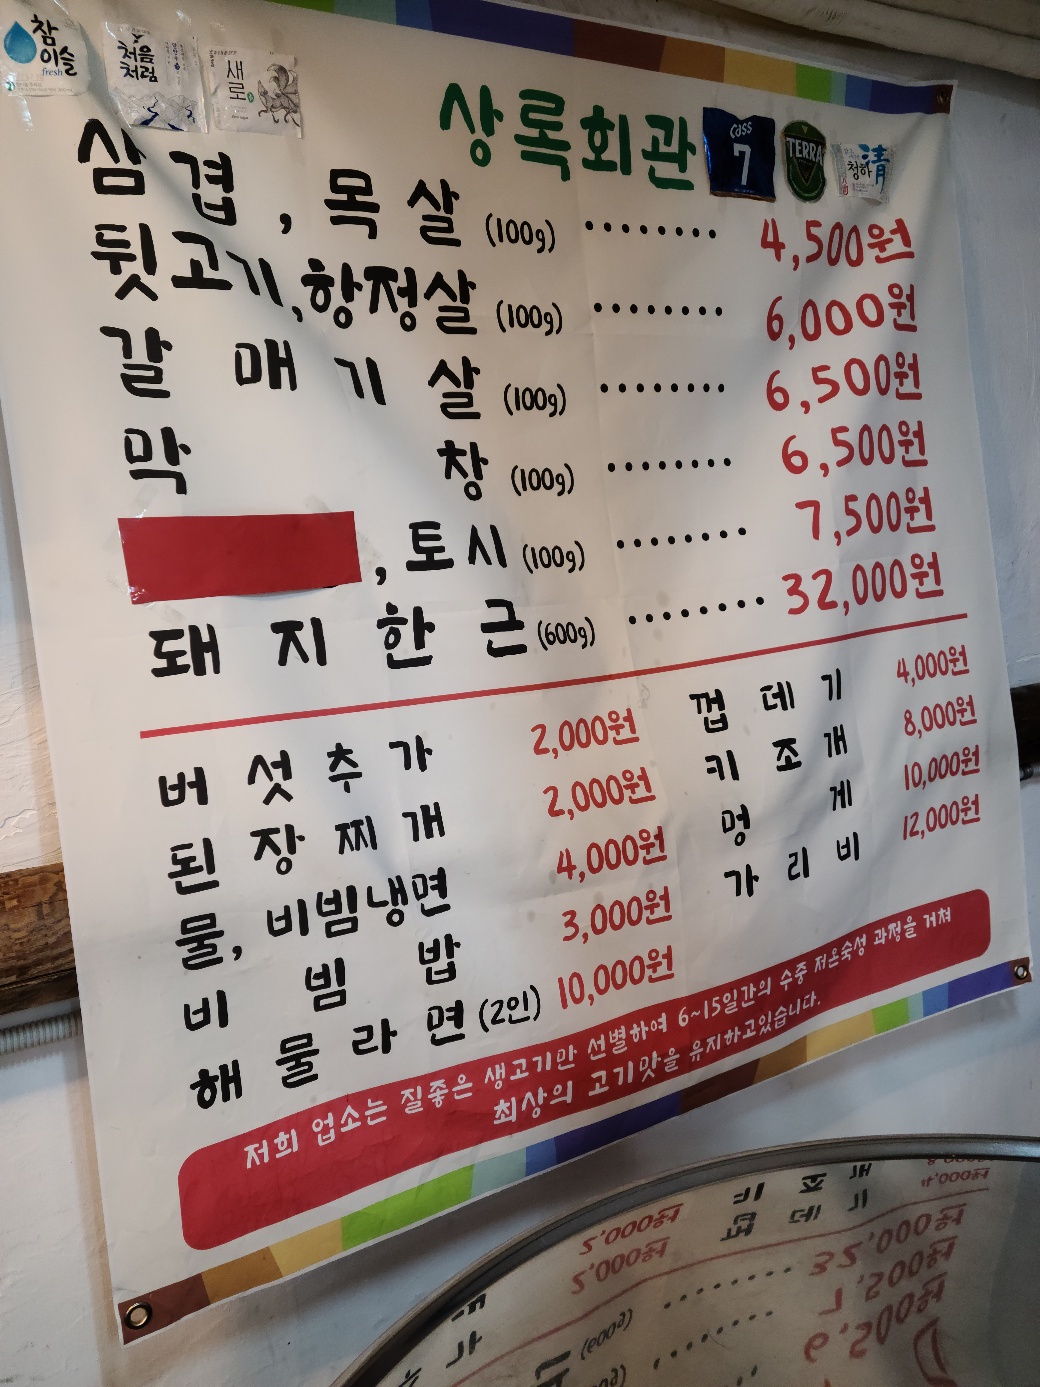 참이슬 fresh
처음처럼
새로
상록회관
Cass 7
TERRA
청하 清
삼겹, 목살 (100g) ········ 4,500원
뒷고기, 항정살 (100g) ········ 6,000원
갈매기살 (100g) ········ 6,500원
막창 (100g) ········ 6,500원
, 토시 (100g) ········ 7,500원
돼지한근 (600g) ········ 32,000원
버섯추가 2,000원
된장찌개 2,000원
물, 비빔냉면 4,000원
비빔밥 3,000원
해물라면 (2인) 10,000원
껍데기 4,000원
키조개 8,000원
멍게 10,000원
가리비 12,000원
저희 업소는 질좋은 생고기만 선별하여 6~15일간의 수중 저온숙성 과정을 거쳐
최상의 고기맛을 유지하고있습니다.